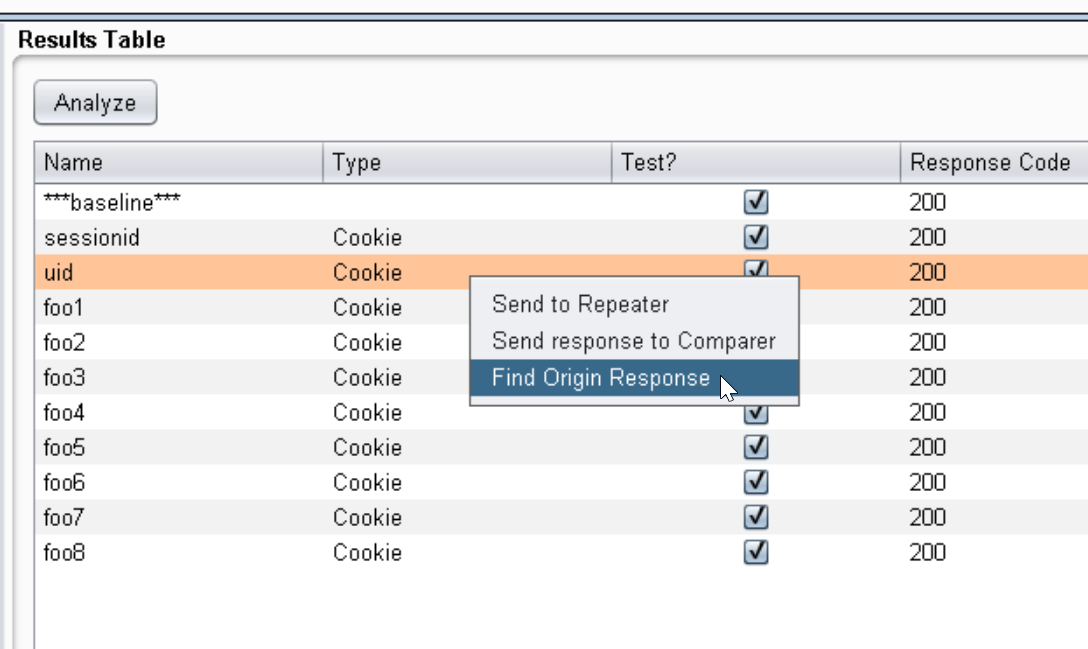 Results Table
Analyze
Name Type Test? Response Code
***baseline*** 200
sessionid Cookie 200
uid Cookie 200
Send to Repeater
Send response to Comparer
Find Origin Response
foo1 Cookie 200
foo2 Cookie 200
foo3 Cookie 200
foo4 Cookie 200
foo5 Cookie 200
foo6 Cookie 200
foo7 Cookie 200
foo8 Cookie 200